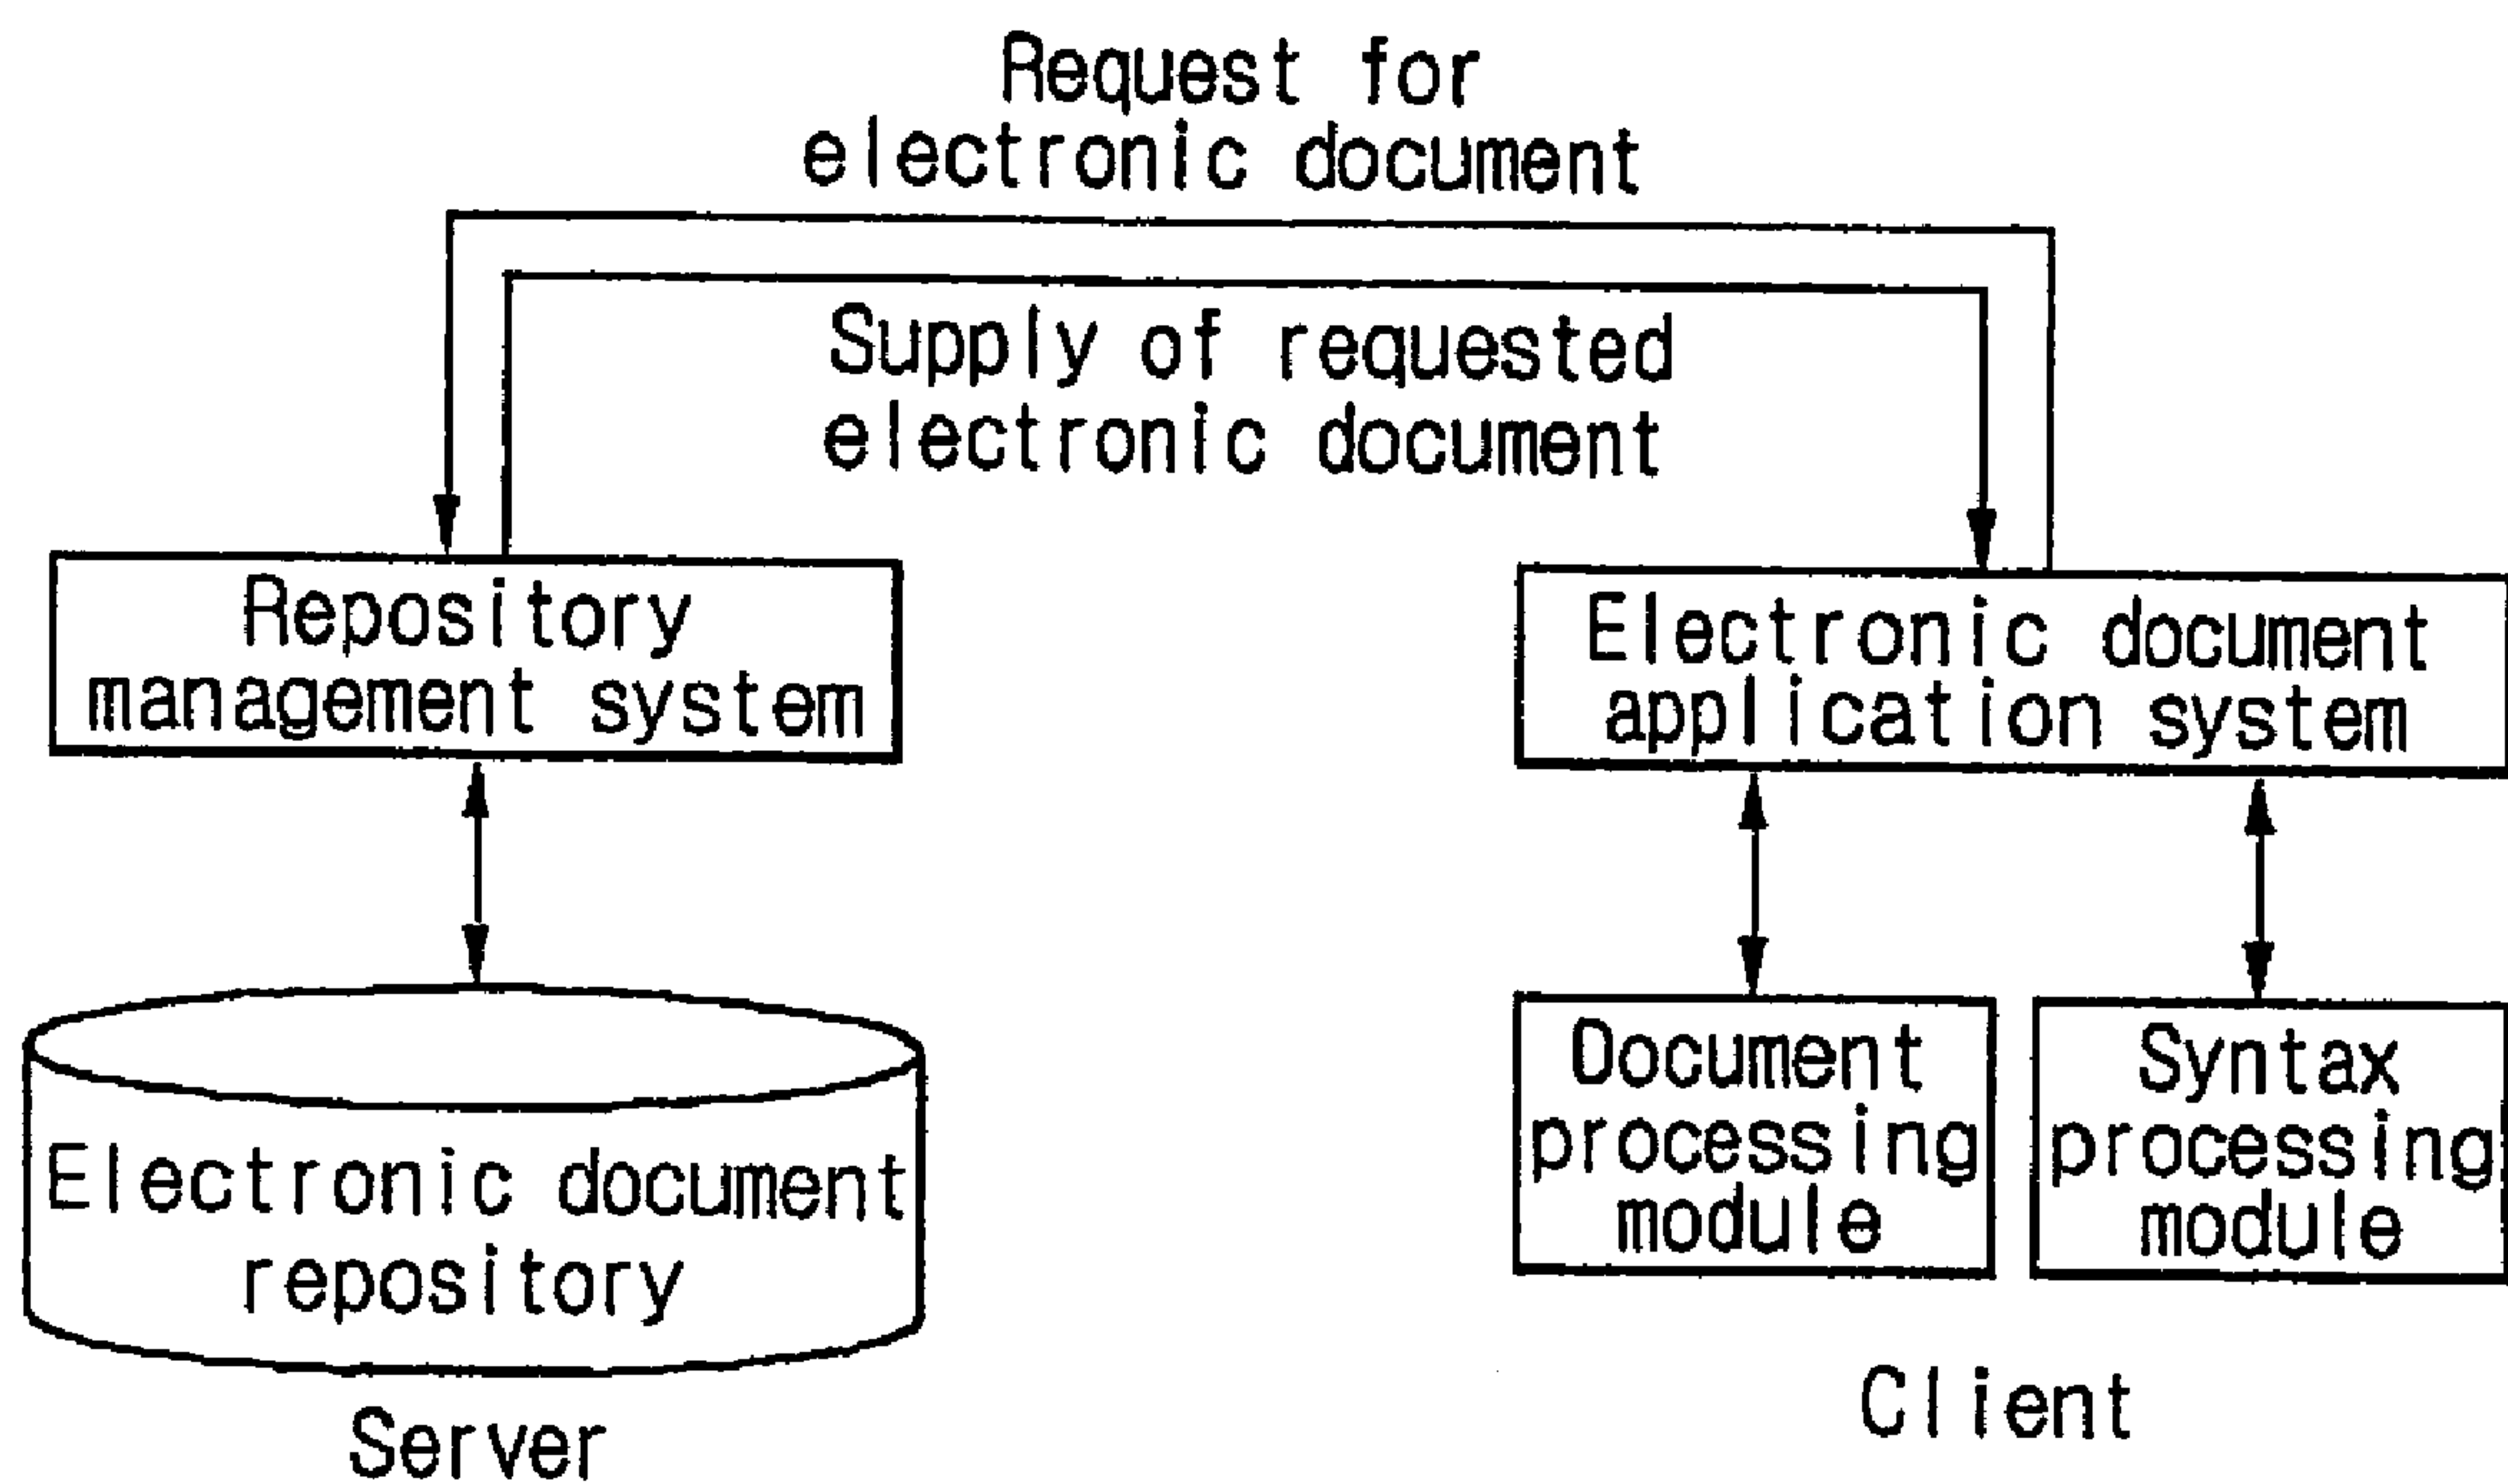 Request for
electronic document
Supply of requested
electronic document
Repository
management system
Electronic document
application system
Electronic document
repository
Server
Document
processing
module
Syntax
processing
module
Client